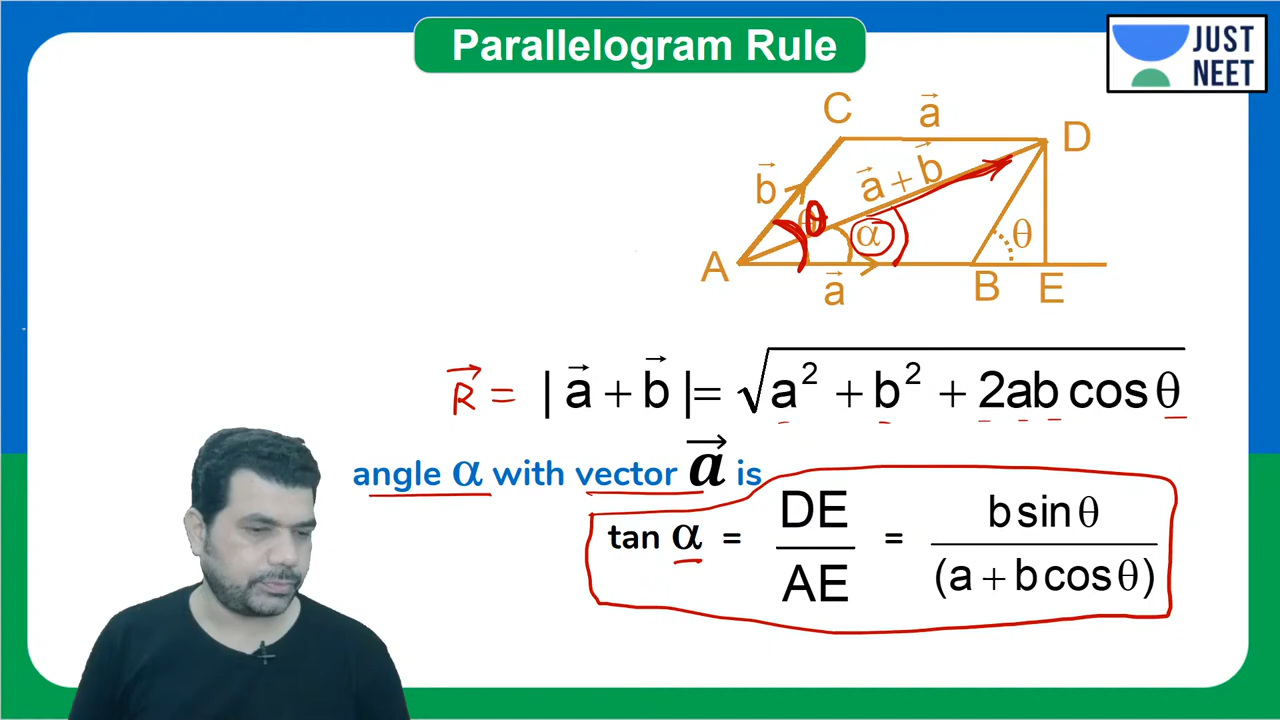 Parallelogram Rule
JUST
NEET
C
a⃗
D
b⃗
a⃗ + b⃗
θ
θ
α
θ
A
a⃗
B
E
R⃗ = | a⃗ + b⃗ |= √(a² + b² + 2ab cos θ)
angle α with vector a⃗ is
tan α = DE/AE = b sin θ/(a + b cos θ)